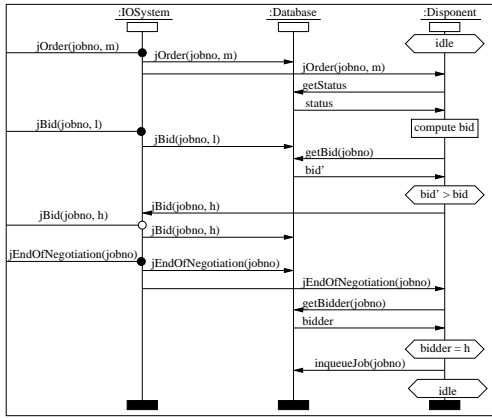 :IOSystem :Database :Disponent
idle
jOrder(jobno, m)
jOrder(jobno, m)
jOrder(jobno, m)
getStatus
status
compute bid
jBid(jobno, l)
jBid(jobno, l)
getBid(jobno)
bid'
bid' > bid
jBid(jobno, h)
jBid(jobno, h)
jBid(jobno, h)
jEndOfNegotiation(jobno)
jEndOfNegotiation(jobno)
jEndOfNegotiation(jobno)
getBidder(jobno)
bidder
bidder = h
inqueueJob(jobno)
idle